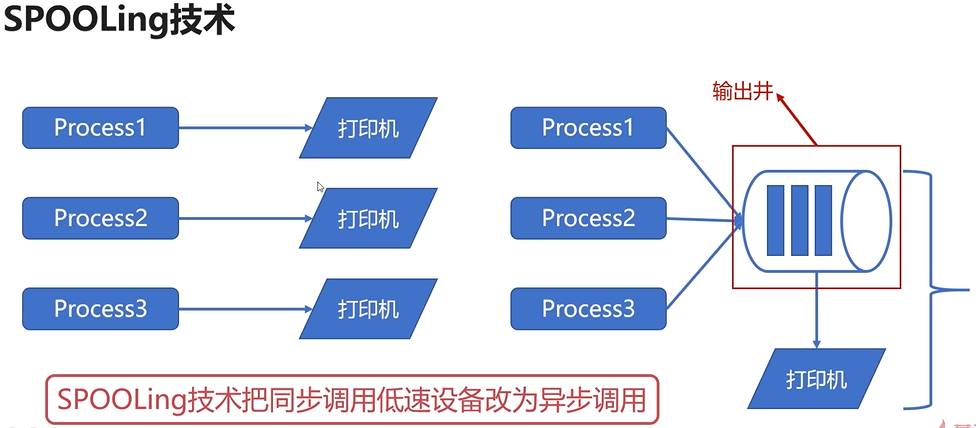 SPOOLing技术
输出井
Process1
打印机
Process1
Process2
打印机
Process2
Process3
打印机
Process3
打印机
SPOOLing技术把同步调用低速设备改为异步调用